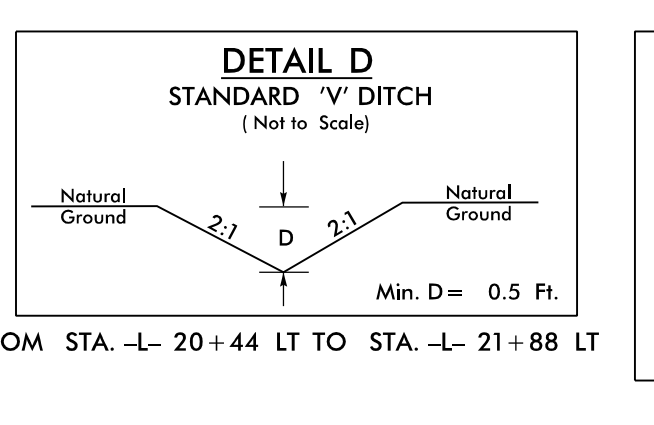 DETAIL D
STANDARD 'V' DITCH
( Not to Scale)
Natural
Ground
2:1
D
2:1
Natural
Ground
Min. D = 0.5 Ft.
OM STA. –L– 20+44 LT TO STA. –L– 21+88 LT